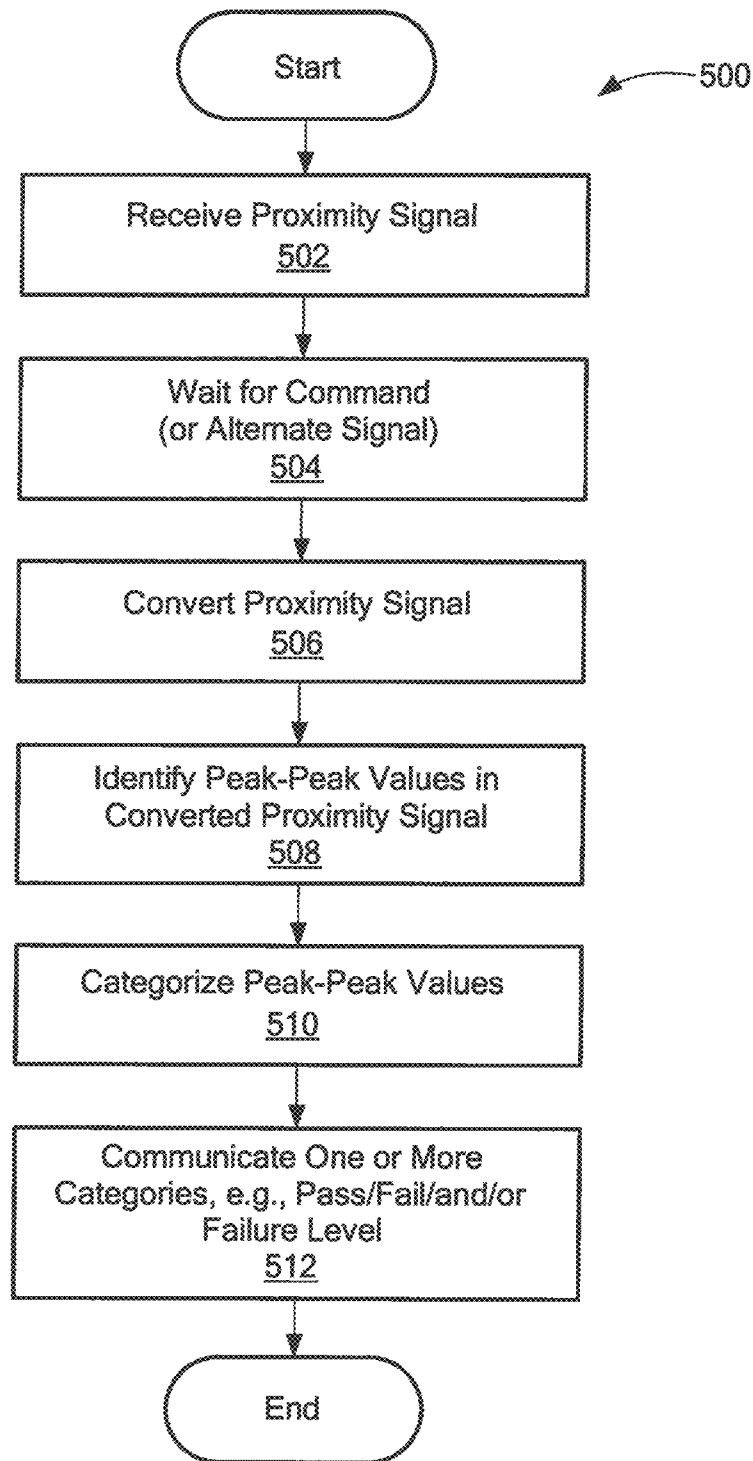 Start
500
Receive Proximity Signal
502
Wait for Command
(or Alternate Signal)
504
Convert Proximity Signal
506
Identify Peak-Peak Values in
Converted Proximity Signal
508
Categorize Peak-Peak Values
510
Communicate One or More
Categories, e.g., Pass/Fail/and/or
Failure Level
512
End